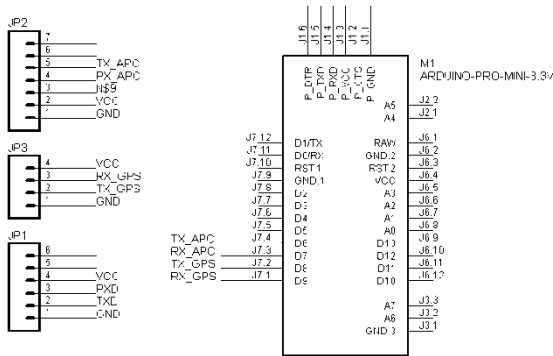 JP2
7
6
5 TX_APC
4 RX_APC
3 N$9
2 VCC
1 GND
JP3
4 VCC
3 RX_GPS
2 TX_GPS
1 GND
JP1
6
5
4 VCC
3 RXD
2 TXD
1 GND
J1.6 J1.5 J1.4 J1.3 J1.2 J1.1
P_DTR P_TXD P_RXD P_VCC P_CTS P_GND
M1
ARDUINO-PRO-MINI-3.3V
A5 J2.2
A4 J2.1
J7.12 D1/TX RAW J6.1
J7.11 D0/RX GND.2 J6.2
J7.10 RST1 RST2 J6.3
J7.9 GND.1 VCC J6.4
J7.8 D2 A3 J6.5
J7.7 D3 A2 J6.6
J7.6 D4 A1 J6.7
J7.5 D5 A0 J6.8
TX_APC J7.4 D6 D13 J6.9
RX_APC J7.3 D7 D12 J6.10
TX_GPS J7.2 D8 D11 J6.11
RX_GPS J7.1 D9 D10 J6.12
A7 J3.3
A6 J3.2
GND.3 J3.1